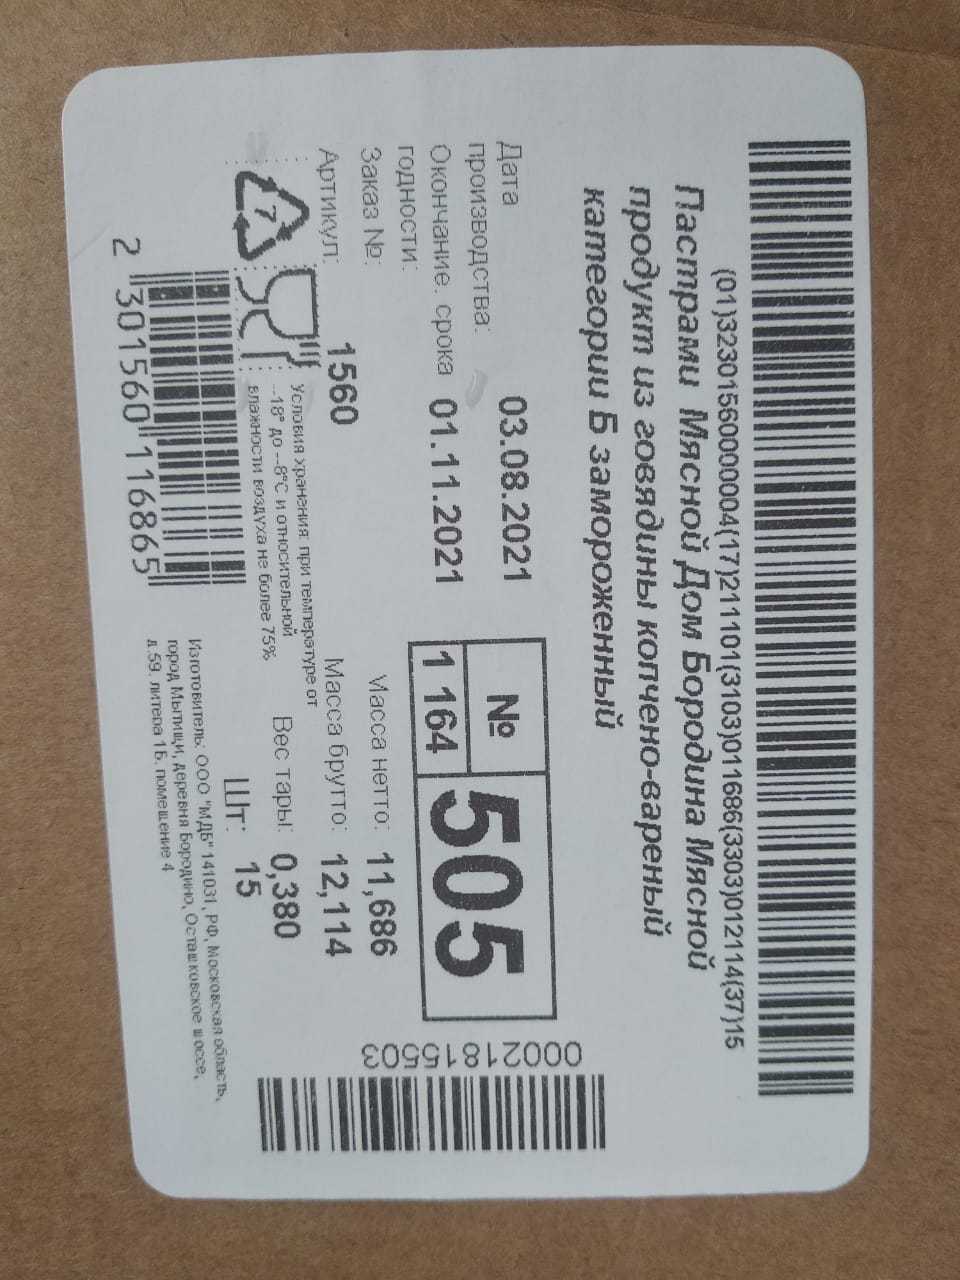 (01)32301560000004(17)211101(3103)011686(3303)012114(37)15
Пастрами Мясной Дом Бородина Мясной
продукт из говядины копчено-вареный
категории Б замороженный
Дата
производства: 03.08.2021
Окончание. срока 01.11.2021
годности:
Заказ №:
Артикул: 1560
№
1 164
505
Масса нетто: 11,686
Масса брутто: 12,114
Вес тары: 0,380
Шт: 15
7
Условия хранения: при температуре от
-18° до --8°С и относительной
влажности воздуха не более 75%
2 301560 116865
Изготовитель: ООО "МДБ" 141031, РФ, Московская область,
город Мытищи, деревня Бородино, Осташковское шоссе,
д.59. литера 1Б. помещение 4
000218155503